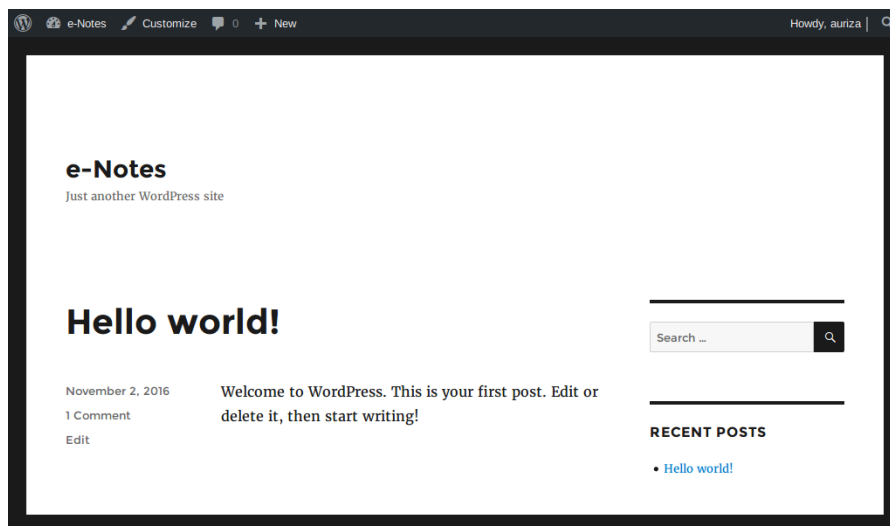 e-Notes Customize 0 New Howdy, auriza
e-Notes
Just another WordPress site
Hello world!
November 2, 2016
1 Comment
Edit
Welcome to WordPress. This is your first post. Edit or
delete it, then start writing!
Search …
RECENT POSTS
Hello world!